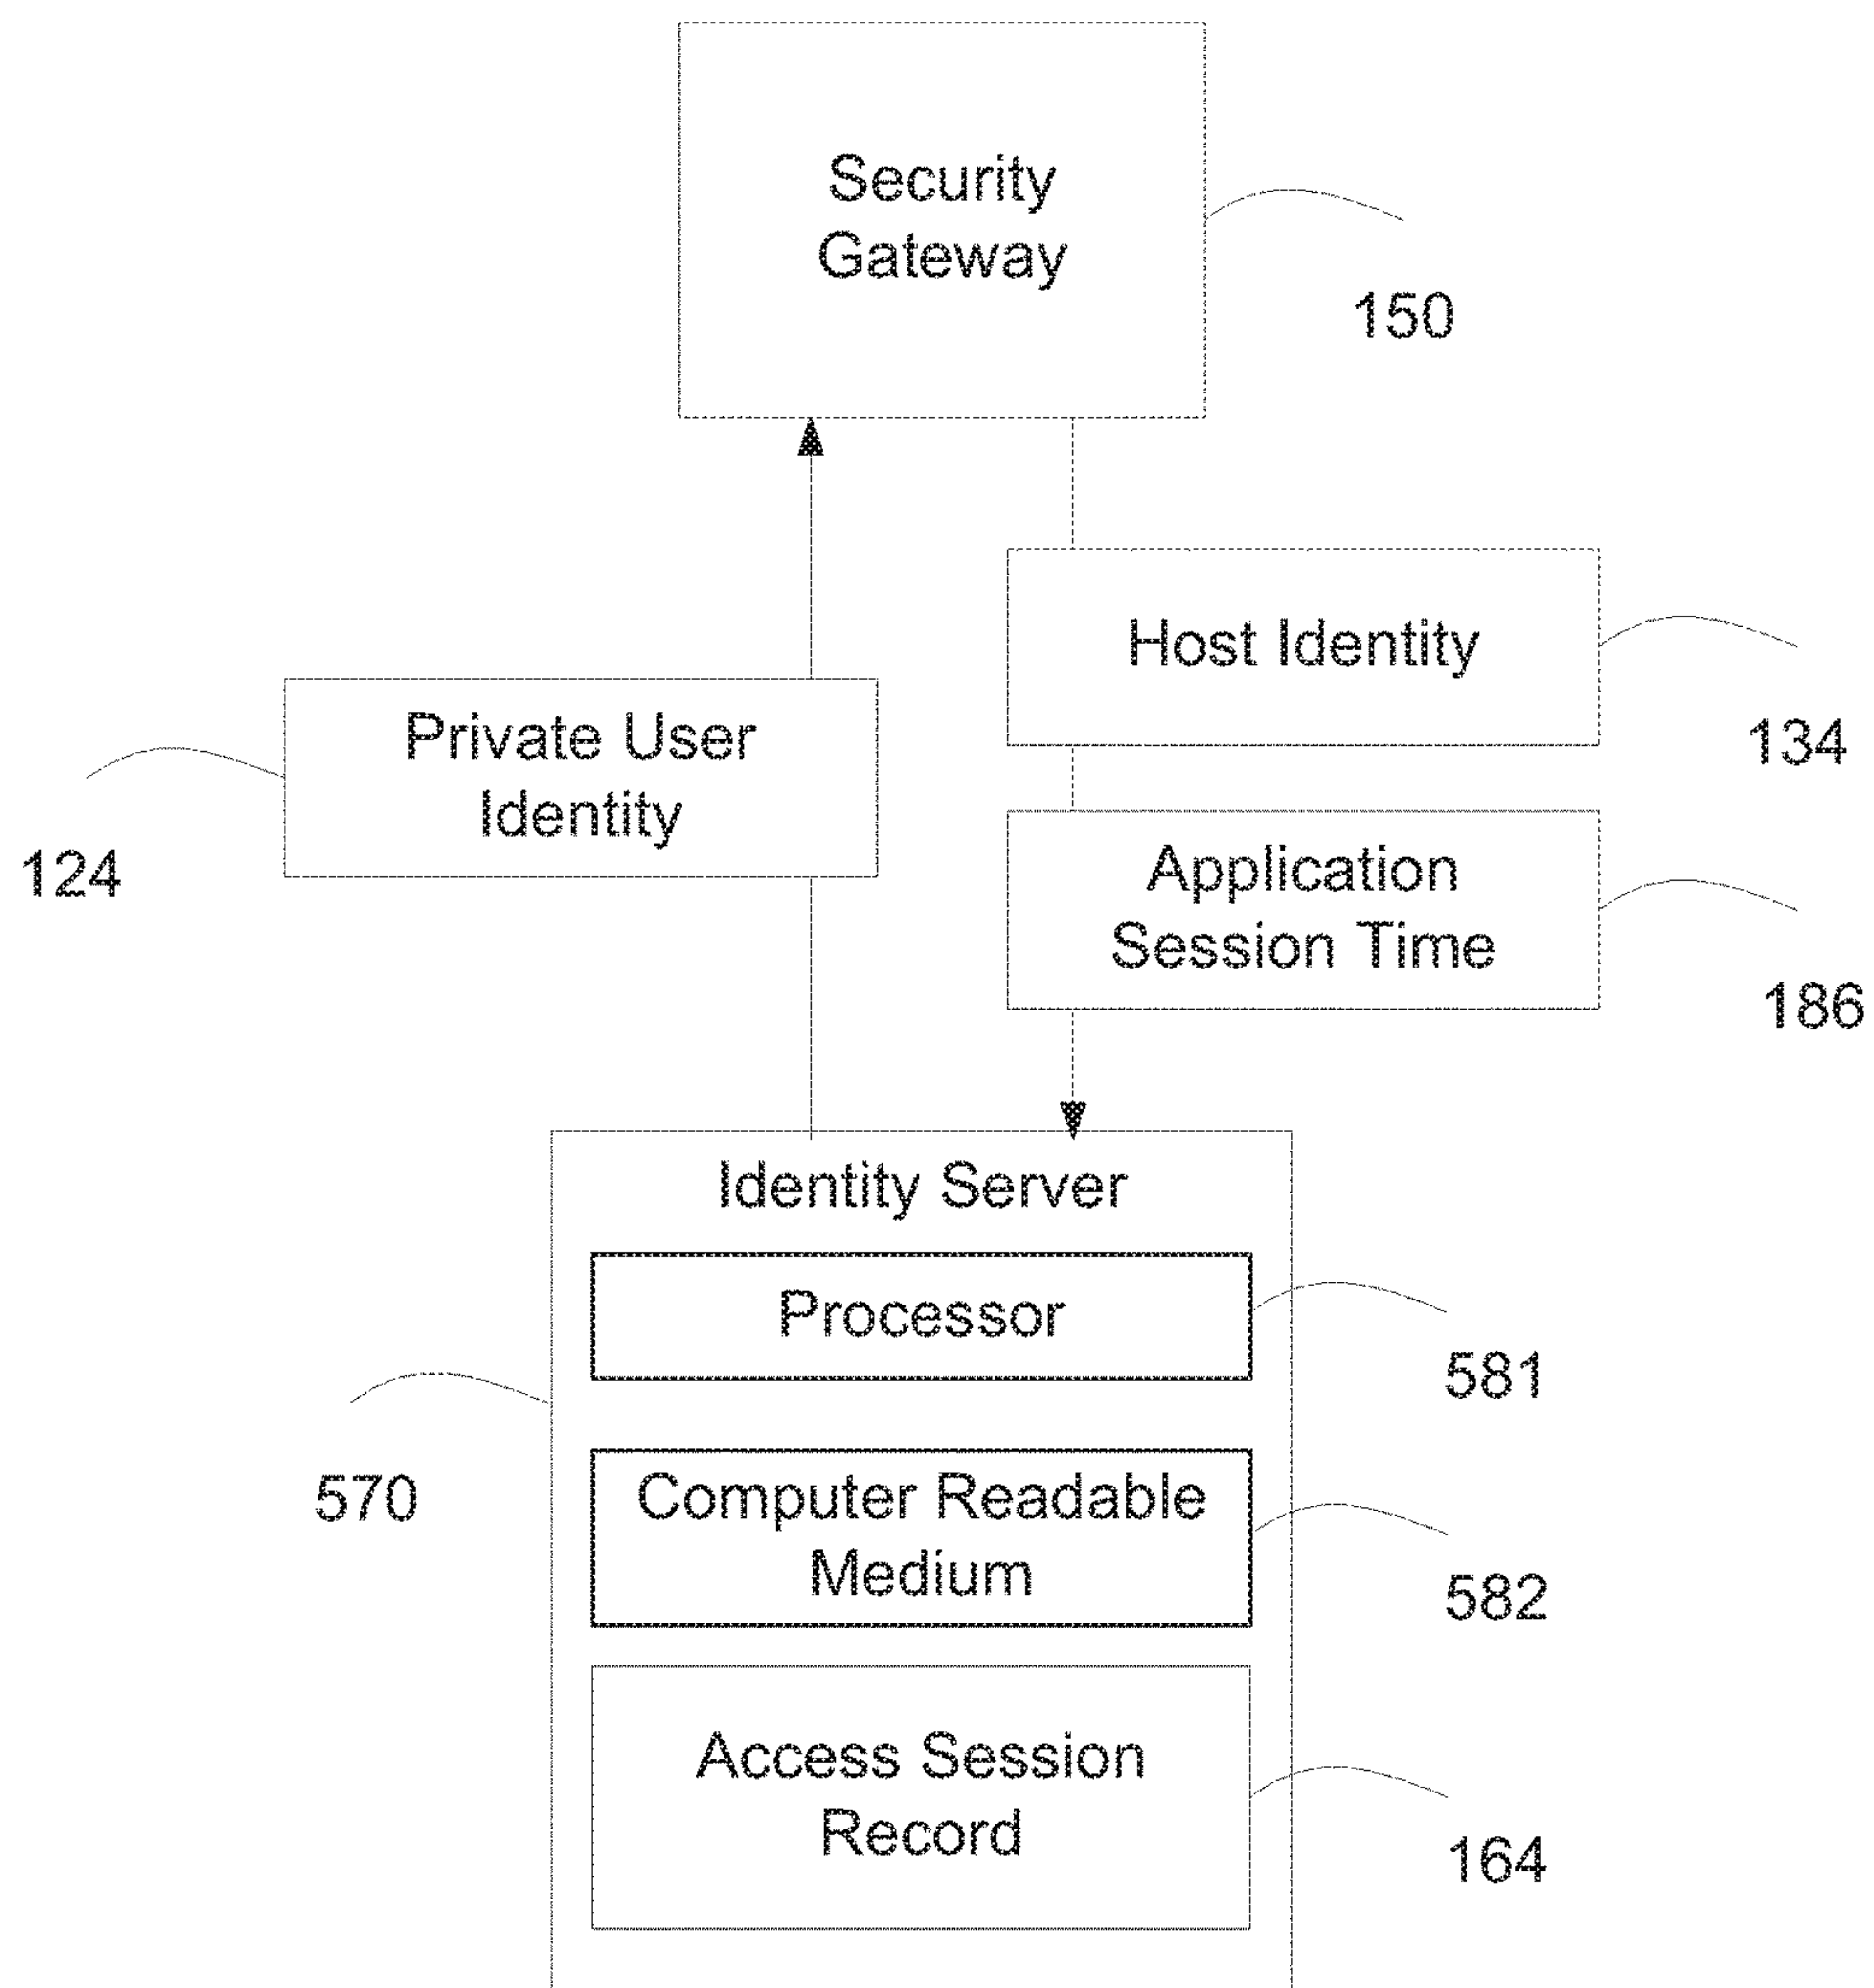 Security
Gateway
150
Host Identity
134
Private User
Identity
124
Application
Session Time
186
Identity Server
Processor
581
570
Computer Readable
Medium
582
Access Session
Record
164